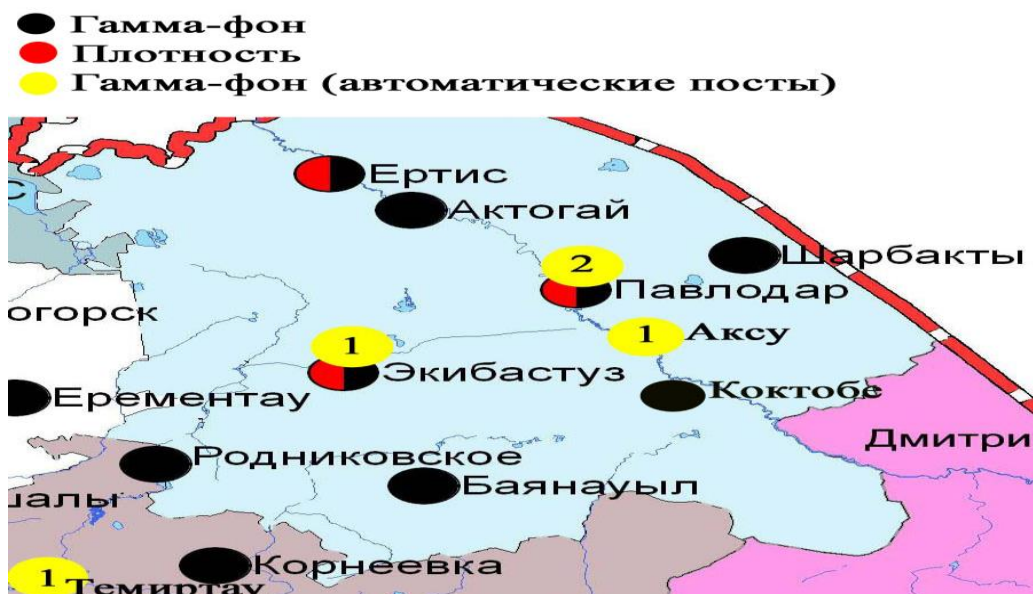 Гамма-фон
Плотность
Гамма-фон (автоматические посты)
Ертис
С
Актогай
Шарбакты
2
Павлодар
огорск
1
1 Аксу
Экибастуз
Ерементау
Коктобе
Дмитри
Родниковское
Баянауыл
шалы
Корнеевка
1 Темиртау